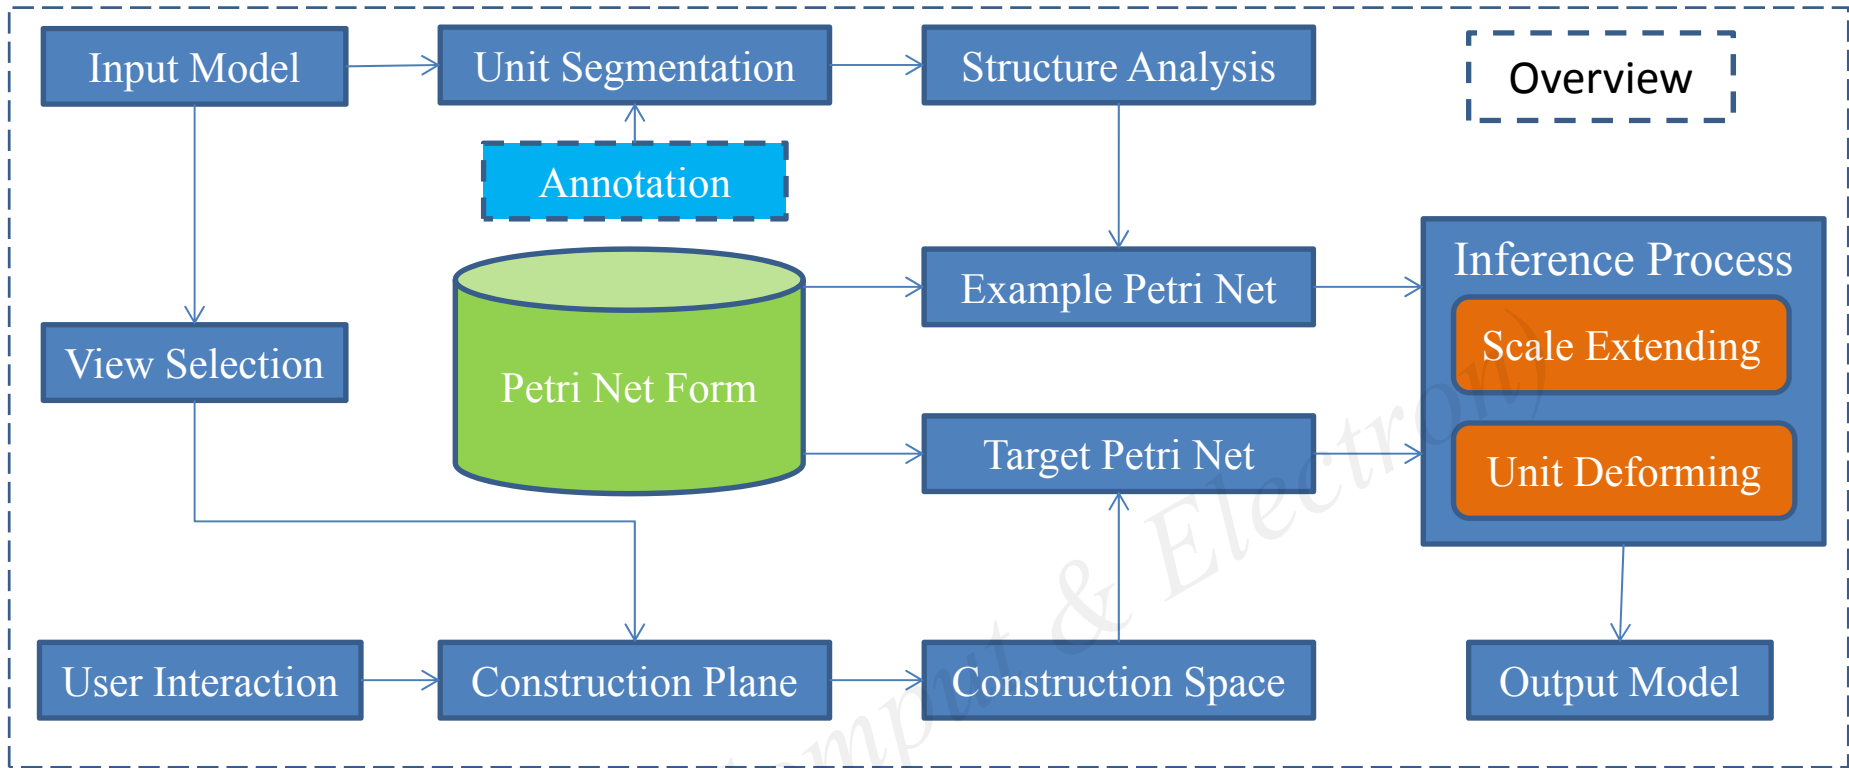 Input Model
Unit Segmentation
Structure Analysis
Overview
Annotation
Petri Net Form
Example Petri Net
Inference Process
Scale Extending
View Selection
Target Petri Net
Unit Deforming
User Interaction
Construction Plane
Construction Space
Output Model
& Electron)